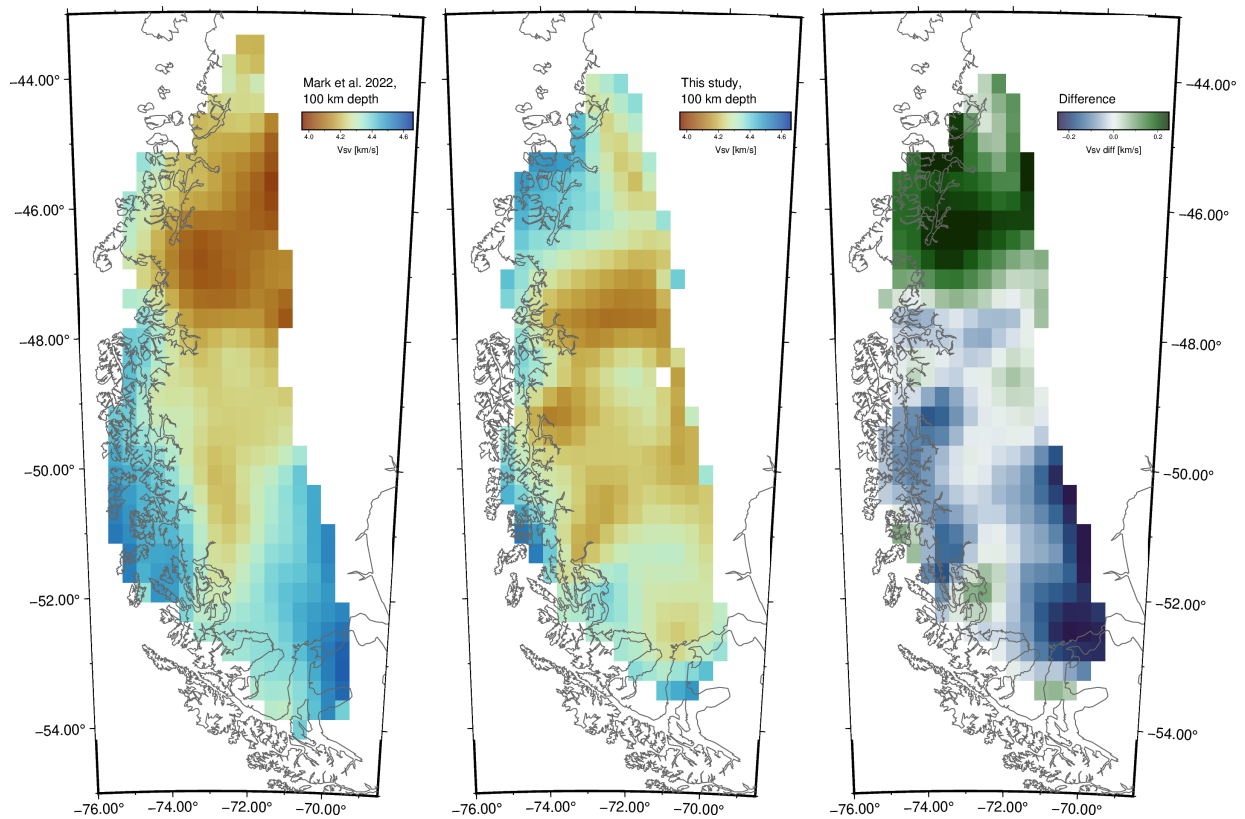 Mark et al. 2022,
100 km depth
4.0 4.2 4.4 4.6
Vsv [km/s]
This study,
100 km depth
4.0 4.2 4.4 4.6
Vsv [km/s]
Difference
−0.2 0.0 0.2
Vsv diff [km/s]
−44.00° −44.00°
−46.00° −46.00°
−48.00° −48.00°
−50.00° −50.00°
−52.00° −52.00°
−54.00° −54.00°
−76.00° −74.00° −72.00° −70.00° −76.00° −74.00° −72.00° −70.00° −76.00° −74.00° −72.00° −70.00°